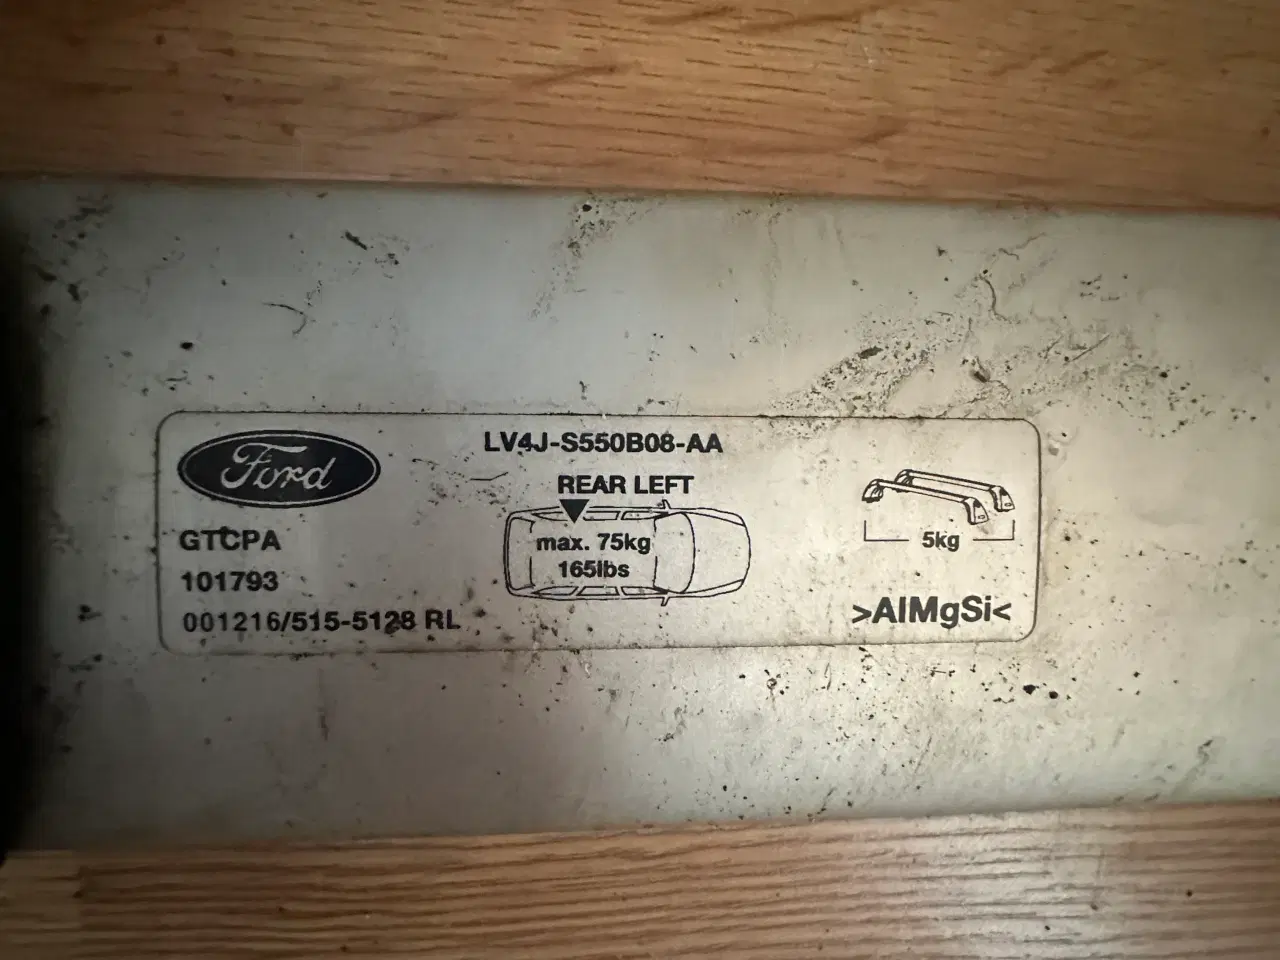 Ford
GTCPA
101793
001216/515-5128 RL
LV4J-S550B08-AA
REAR LEFT
max. 75kg
165lbs
5kg
>AlMgSi<